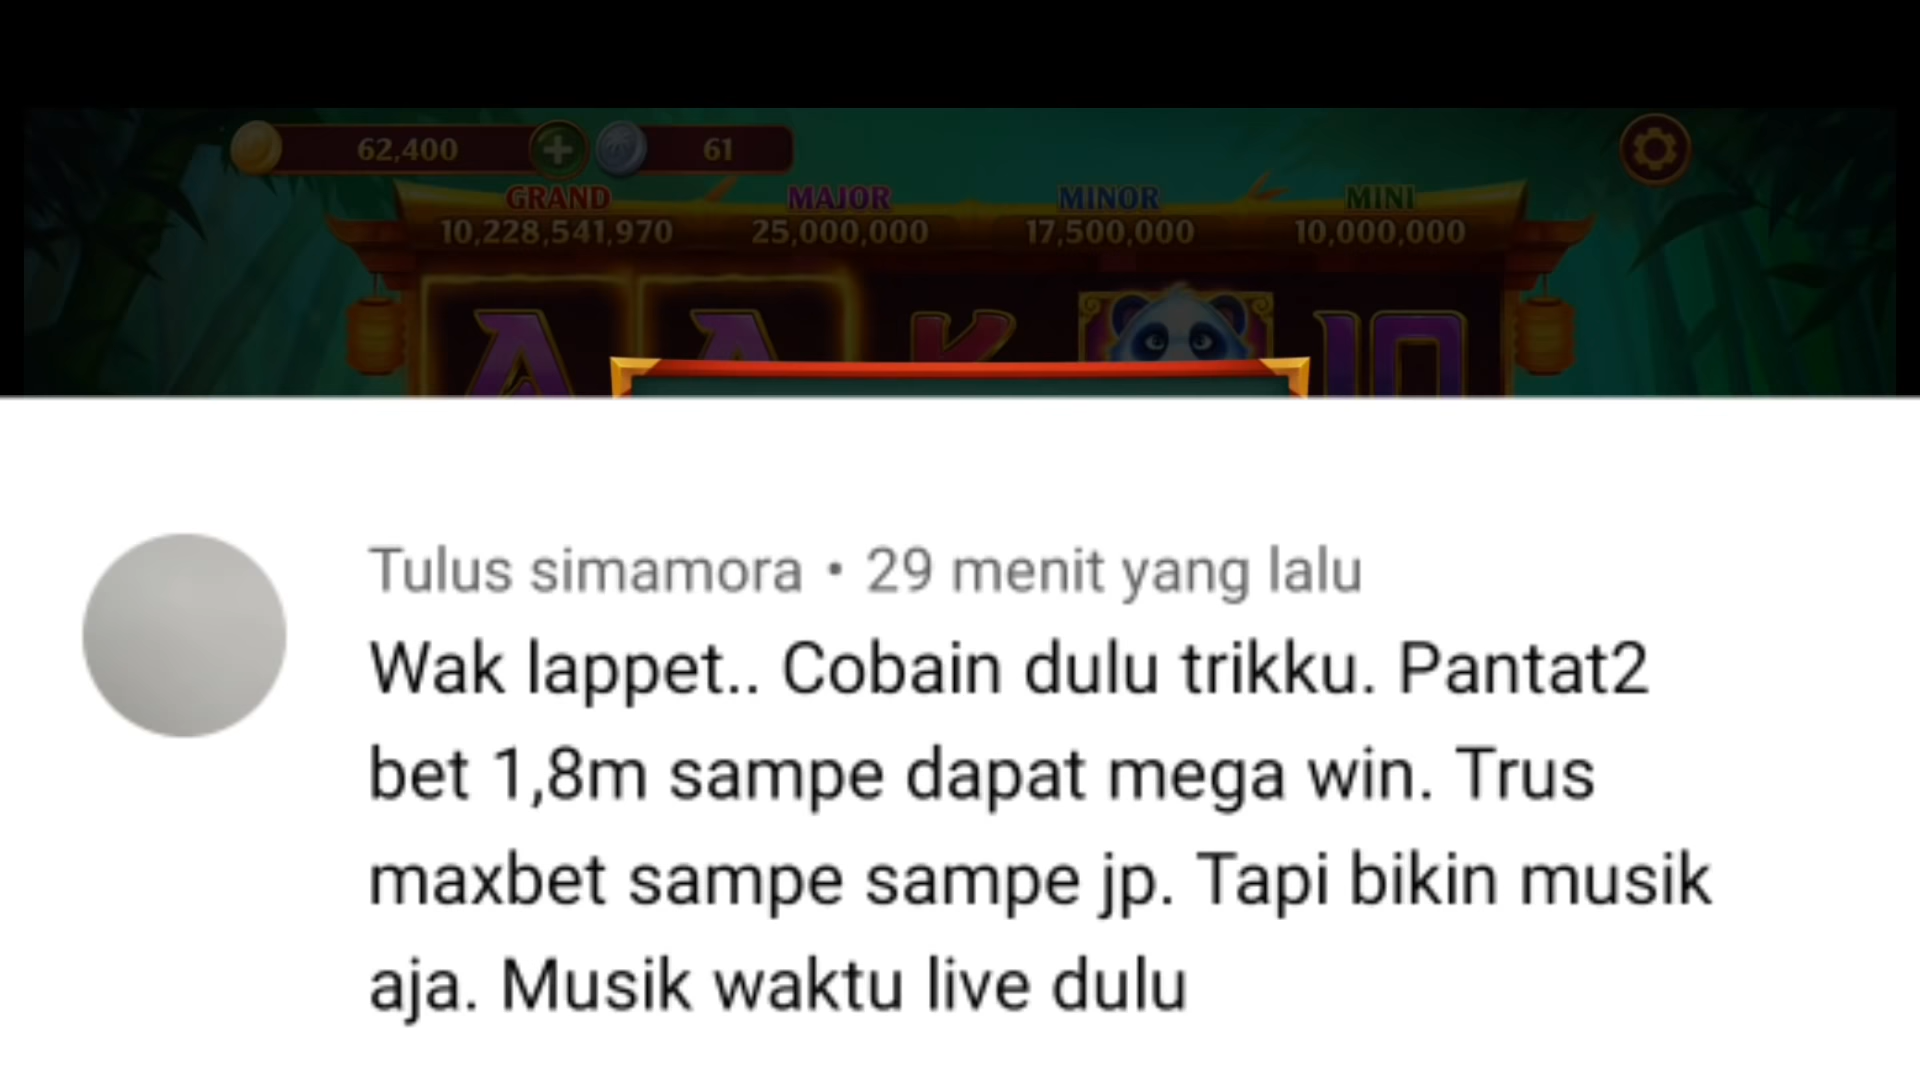 62,400 61
GRAND MAJOR MINOR MINI
10,228,541,970 25,000,000 17,500,000 10,000,000
A A K 10
Tulus simamora • 29 menit yang lalu
Wak lappet.. Cobain dulu trikku. Pantat2
bet 1,8m sampe dapat mega win. Trus
maxbet sampe sampe jp. Tapi bikin musik
aja. Musik waktu live dulu